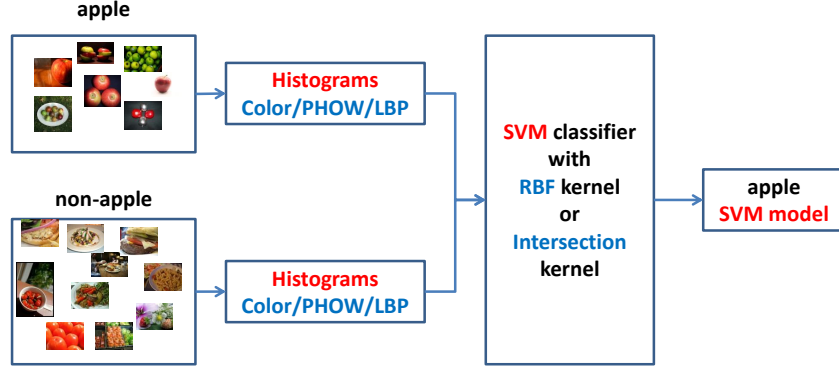 apple
Histograms
Color/PHOW/LBP
non-apple
Histograms
Color/PHOW/LBP
SVM classifier
with
RBF kernel
or
Intersection
kernel
apple
SVM model